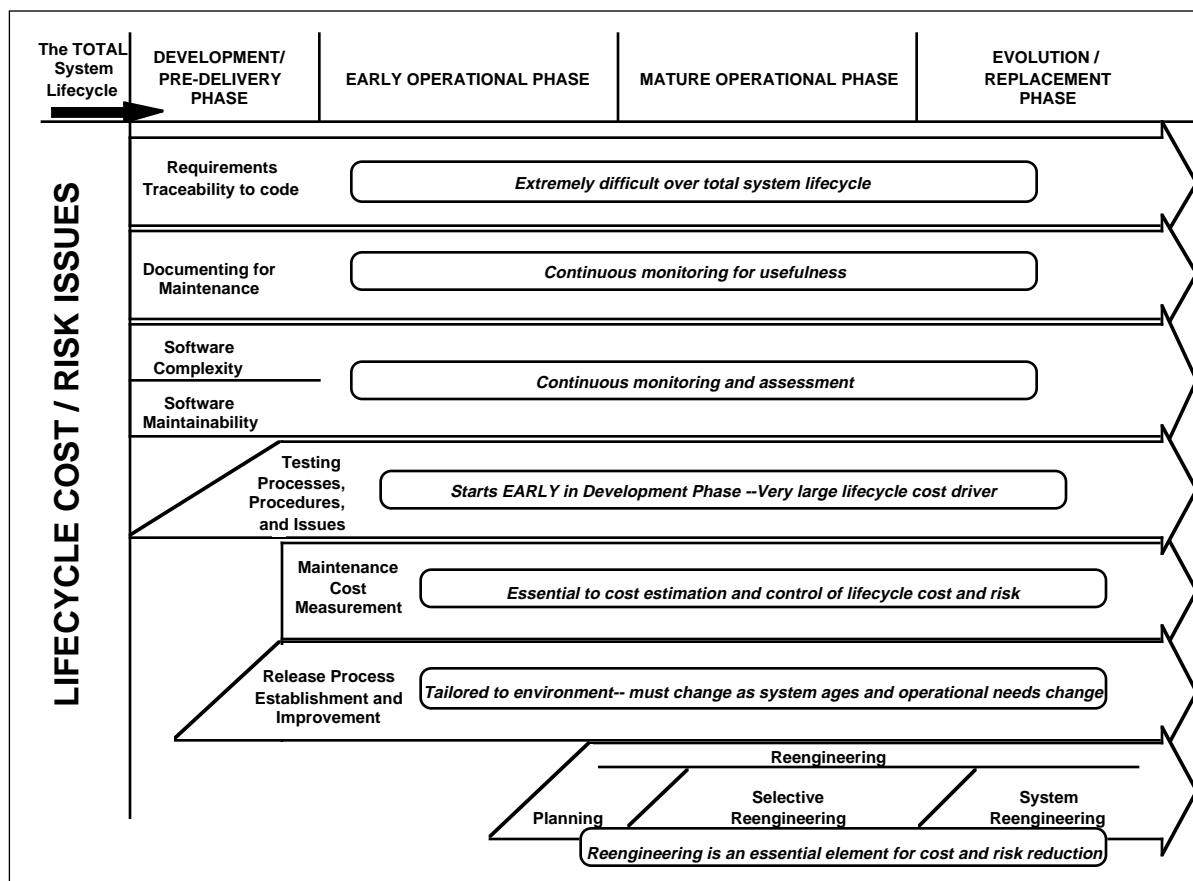 The TOTAL
System
Lifecycle
DEVELOPMENT/
PRE-DELIVERY
PHASE
EARLY OPERATIONAL PHASE
MATURE OPERATIONAL PHASE
EVOLUTION /
REPLACEMENT
PHASE
LIFECYCLE COST / RISK ISSUES
Requirements
Traceability to code
Extremely difficult over total system lifecycle
Documenting for
Maintenance
Continuous monitoring for usefulness
Software
Complexity
Software
Maintainability
Continuous monitoring and assessment
Testing
Processes,
Procedures,
and Issues
Starts EARLY in Development Phase --Very large lifecycle cost driver
Maintenance
Cost
Measurement
Essential to cost estimation and control of lifecycle cost and risk
Release Process
Establishment and
Improvement
Tailored to environment-- must change as system ages and operational needs change
Reengineering
Planning
Selective
Reengineering
System
Reengineering
Reengineering is an essential element for cost and risk reduction